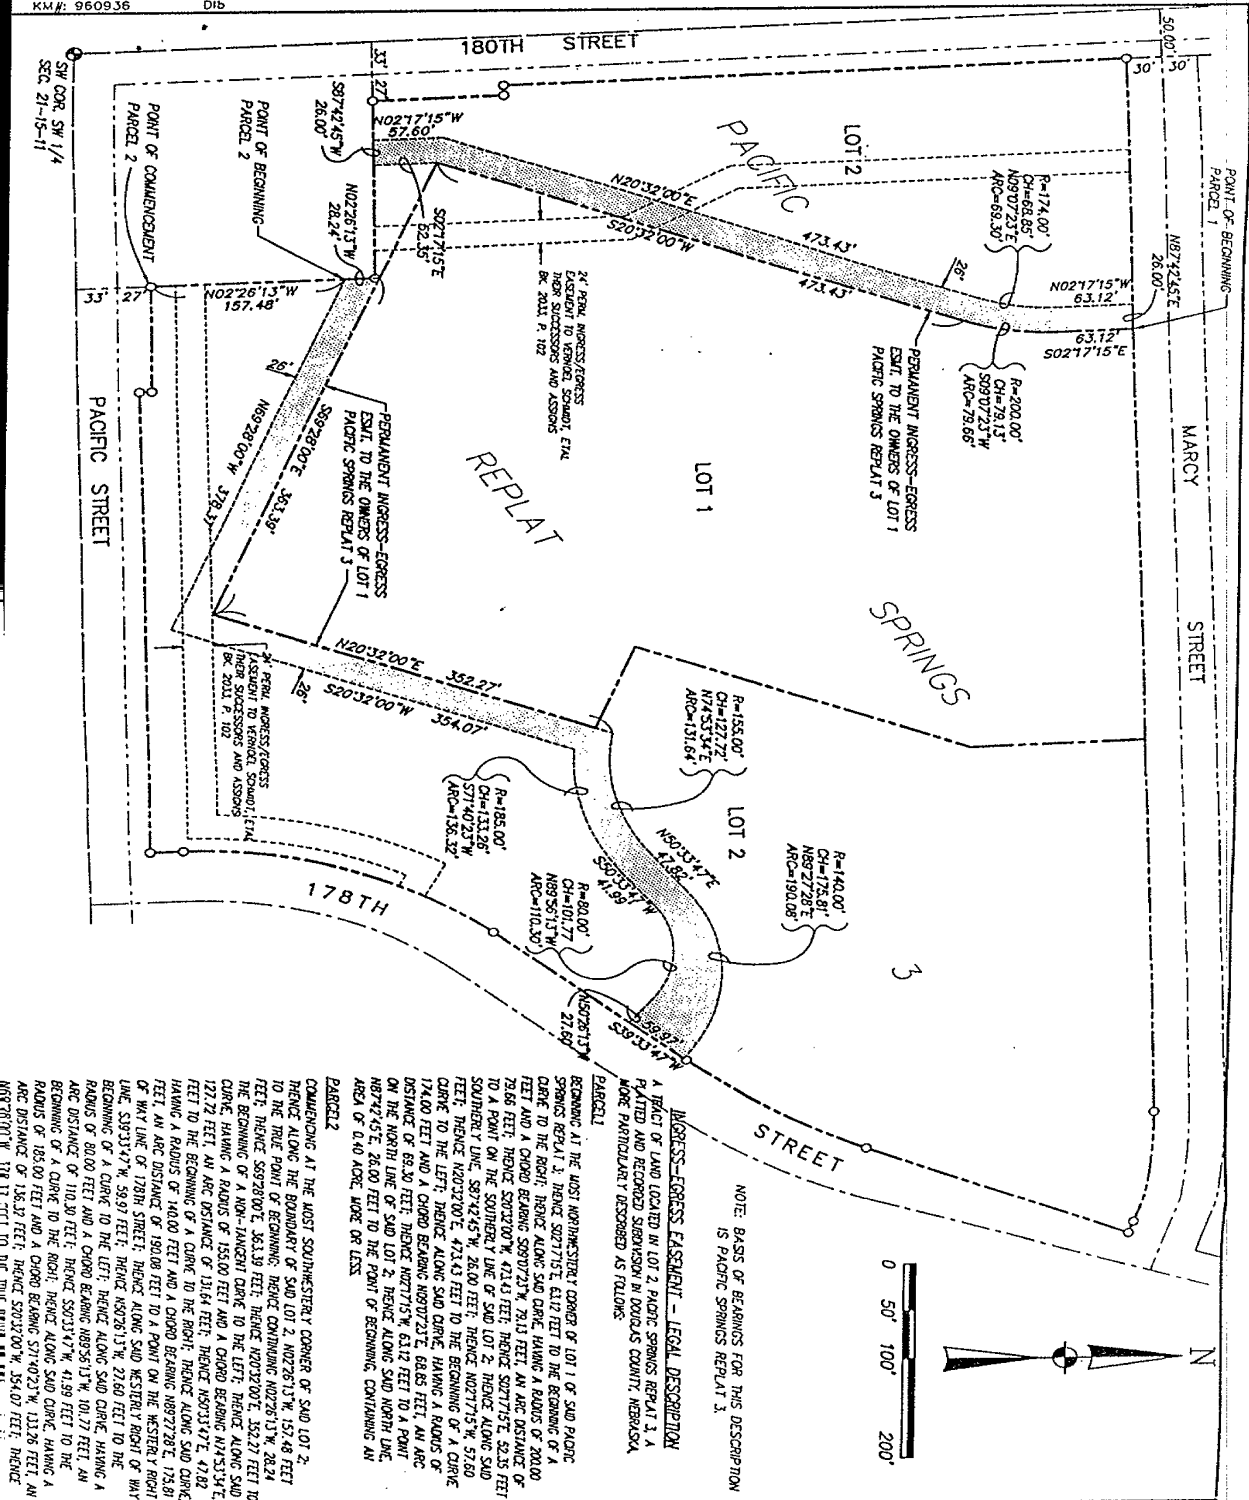 KM#: 960936 DIB
180TH STREET
50.00'
30' 30'
POINT OF BEGINNING
PARCEL 1
N87°42'45"E
26.00'
MARCY STREET
33'
27'
S87°42'45"W
26.00'
N02°17'15"W
57.60'
PACIFIC
LOT 2
R=174.00'
CH=68.85'
N09°07'23"E
ARC=69.30'
N02°17'15"W
63.12'
63.12'
S02°17'15"E
R=200.00'
CH=79.13'
S09°07'23"W
ARC=79.66'
N20°32'00"E
473.43'
S20°32'00"W
473.43'
26'
PERMANENT INGRESS-EGRESS
ESMT. TO THE OWNERS OF LOT 1
PACIFIC SPRINGS REPLAT 3
S02°17'15"E
52.35'
24' PERM. INGRESS/EGRESS
EASEMENT TO VERNOEL SCHMIDT, ETAL
THEIR SUCCESSORS AND ASSIGNS
BK. 2033, P. 102
SW COR. SW 1/4
SEC. 21-15-11
POINT OF COMMENCEMENT
PARCEL 2
POINT OF BEGINNING
PARCEL 2
N02°26'13"W
28.24'
33' 27'
N02°26'13"W
157.48'
26'
N69°28'00"W 378.37'
S69°28'00"E 363.39'
PERMANENT INGRESS-EGRESS
ESMT. TO THE OWNERS OF LOT 1
PACIFIC SPRINGS REPLAT 3
LOT 1
REPLAT
SPRINGS
PACIFIC STREET
N20°32'00"E 352.27'
S20°32'00"W 354.07'
26'
24' PERM. INGRESS/EGRESS
EASEMENT TO VERNOEL SCHMIDT, ETAL
THEIR SUCCESSORS AND ASSIGNS
BK. 2033, P. 102
R=155.00'
CH=127.72'
N74°53'34"E
ARC=131.64'
LOT 2
R=185.00'
CH=133.26'
S71°40'23"W
ARC=136.32'
N50°33'47"E
47.82'
S50°33'47"W
41.99'
R=140.00'
CH=175.81'
N89°27'28"E
ARC=190.08'
R=80.00'
CH=101.77'
N89°56'13"W
ARC=110.30'
3
N50°26'13"W
27.60'
59.97'
S39°33'47"W
178TH STREET
NOTE: BASIS OF BEARINGS FOR THIS DESCRIPTION
IS PACIFIC SPRINGS REPLAT 3.
N
0 50' 100' 200'
INGRESS-EGRESS EASEMENT - LEGAL DESCRIPTION
A TRACT OF LAND LOCATED IN LOT 2, PACIFIC SPRINGS REPLAT 3, A
PLATTED AND RECORDED SUBDIVISION IN DOUGLAS COUNTY, NEBRASKA,
MORE PARTICULARLY DESCRIBED AS FOLLOWS:
PARCEL 1
BEGINNING AT THE MOST NORTHWESTERLY CORNER OF LOT 1 OF SAID PACIFIC
SPRINGS REPLAT 3, THENCE S02°17'15"E, 63.12 FEET TO THE BEGINNING OF A
CURVE TO THE RIGHT; THENCE ALONG SAID CURVE, HAVING A RADIUS OF 200.00
FEET AND A CHORD BEARING S09°07'23"W, 79.13 FEET, AN ARC DISTANCE OF
79.66 FEET; THENCE S20°32'00"W, 473.43 FEET; THENCE S02°17'15"E, 52.35 FEET
TO A POINT ON THE SOUTHERLY LINE OF SAID LOT 2; THENCE ALONG SAID
SOUTHERLY LINE, S87°42'45"W, 26.00 FEET; THENCE N02°17'15"W, 57.60
FEET; THENCE N20°32'00"E, 473.43 FEET TO THE BEGINNING OF A CURVE
CURVE TO THE LEFT; THENCE ALONG SAID CURVE, HAVING A RADIUS OF
174.00 FEET AND A CHORD BEARING N09°07'23"E, 68.85 FEET, AN ARC
DISTANCE OF 69.30 FEET; THENCE N02°17'15"W, 63.12 FEET TO A POINT
ON THE NORTH LINE OF SAID LOT 2; THENCE ALONG SAID NORTH LINE,
N87°42'45"E, 26.00 FEET TO THE POINT OF BEGINNING, CONTAINING AN
AREA OF 0.40 ACRE, MORE OR LESS.
PARCEL 2
COMMENCING AT THE MOST SOUTHWESTERLY CORNER OF SAID LOT 2;
THENCE ALONG THE BOUNDARY OF SAID LOT 2, N02°26'13"W, 157.48 FEET
TO THE TRUE POINT OF BEGINNING; THENCE CONTINUING N02°26'13"W, 28.24
FEET; THENCE S69°28'00"E, 363.39 FEET; THENCE N20°32'00"E, 352.27 FEET TO
THE BEGINNING OF A NON-TANGENT CURVE TO THE LEFT; THENCE ALONG SAID
CURVE, HAVING A RADIUS OF 155.00 FEET AND A CHORD BEARING N74°53'34"E,
127.72 FEET, AN ARC DISTANCE OF 131.64 FEET; THENCE N50°33'47"E, 47.82
FEET TO THE BEGINNING OF A CURVE TO THE RIGHT; THENCE ALONG SAID CURVE,
HAVING A RADIUS OF 140.00 FEET AND A CHORD BEARING N89°27'28"E, 175.81
FEET, AN ARC DISTANCE OF 190.08 FEET TO A POINT ON THE WESTERLY RIGHT
OF WAY LINE OF 178TH STREET; THENCE ALONG SAID WESTERLY RIGHT OF WAY
LINE, S39°33'47"W, 59.97 FEET; THENCE N50°26'13"W, 27.60 FEET TO THE
BEGINNING OF A CURVE TO THE LEFT; THENCE ALONG SAID CURVE, HAVING A
RADIUS OF 80.00 FEET AND A CHORD BEARING N89°56'13"W, 101.77 FEET, AN
ARC DISTANCE OF 110.30 FEET; THENCE S50°33'47"W, 41.99 FEET TO THE
BEGINNING OF A CURVE TO THE RIGHT; THENCE ALONG SAID CURVE, HAVING A
RADIUS OF 185.00 FEET AND A CHORD BEARING S71°40'23"W, 133.26 FEET, AN
ARC DISTANCE OF 136.32 FEET; THENCE S20°32'00"W, 354.07 FEET; THENCE